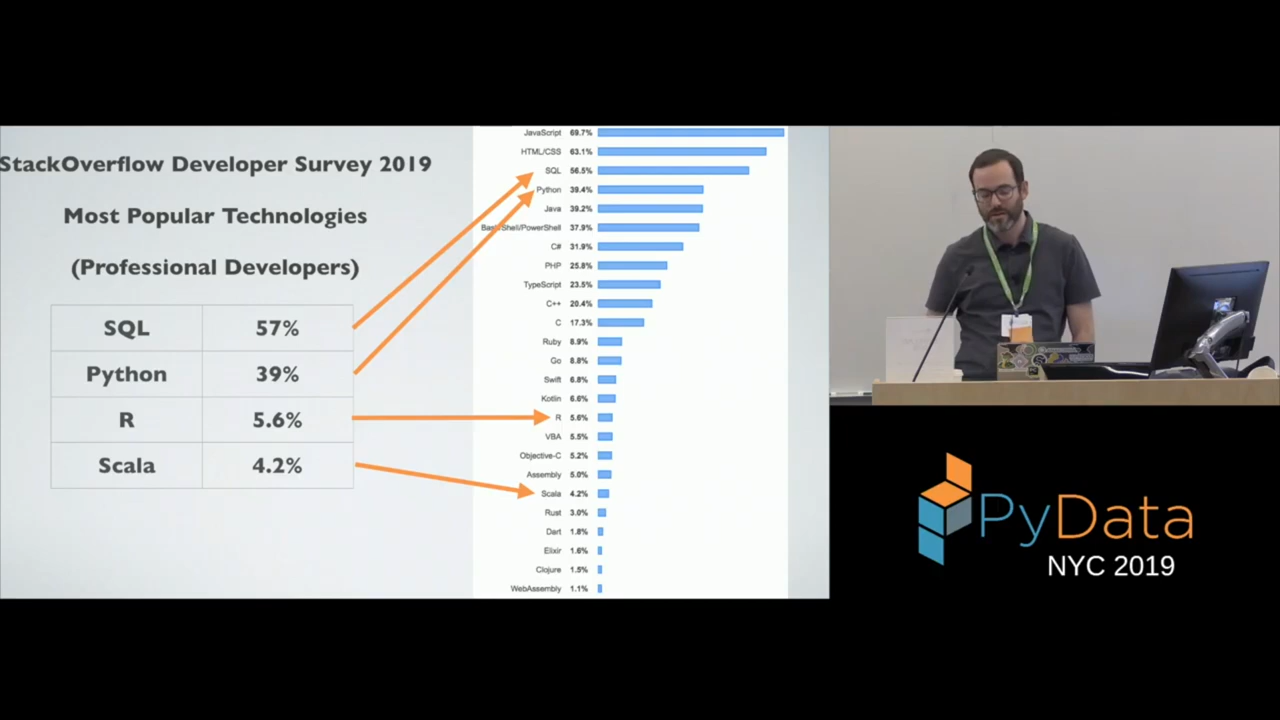 StackOverflow Developer Survey 2019
Most Popular Technologies
(Professional Developers)
SQL 57%
Python 39%
R 5.6%
Scala 4.2%
JavaScript 69.7%
HTML/CSS 63.1%
SQL 56.5%
Python 39.4%
Java 39.2%
Bash/Shell/PowerShell 37.9%
C# 31.9%
PHP 25.8%
TypeScript 23.5%
C++ 20.4%
C 17.3%
Ruby 8.9%
Go 8.8%
Swift 6.8%
Kotlin 6.6%
R 5.6%
VBA 5.5%
Objective-C 5.2%
Assembly 5.0%
Scala 4.2%
Rust 3.0%
Dart 1.8%
Elixir 1.6%
Clojure 1.5%
WebAssembly 1.1%
PyData
NYC 2019